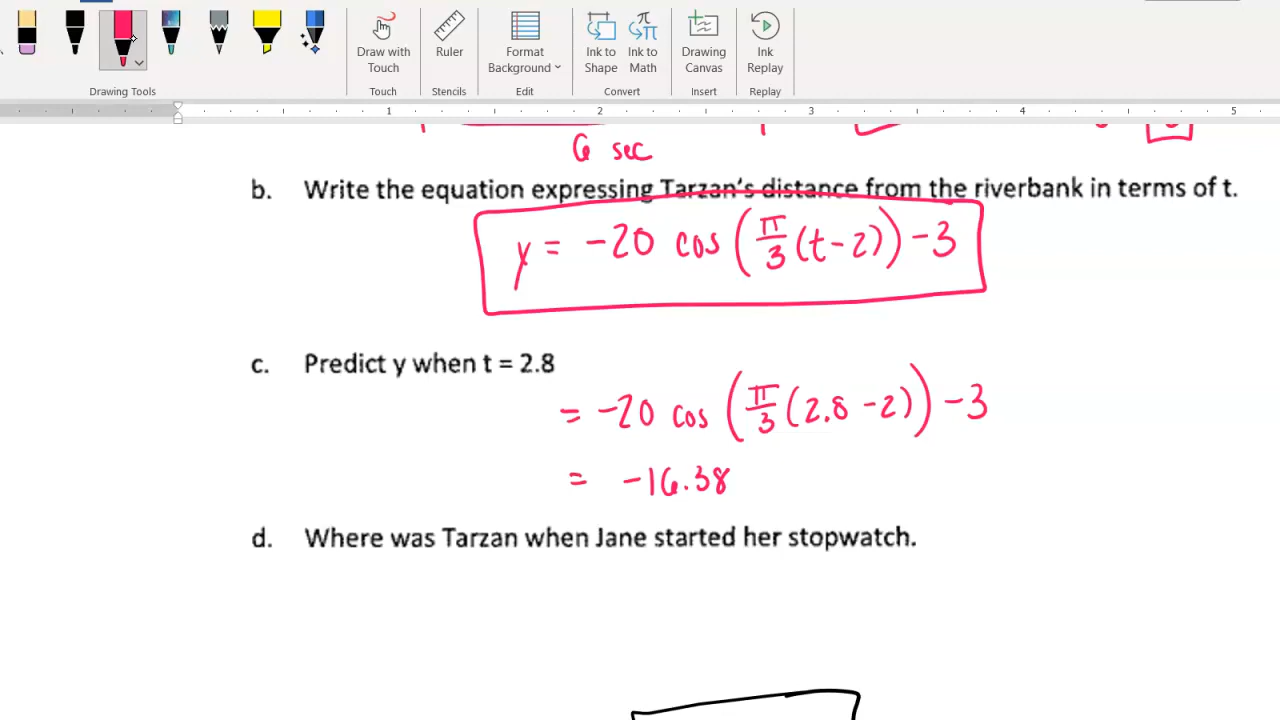 Draw with Touch
Ruler
Format Background
Ink to Shape
Ink to Math
Drawing Canvas
Ink Replay
Drawing Tools
Touch
Stencils
Edit
Convert
Insert
Replay
1 2 3 4 5
6 sec
b. Write the equation expressing Tarzan's distance from the riverbank in terms of t.
y = -20 cos(π/3(t-2))-3
c. Predict y when t = 2.8
= -20 cos(π/3(2.8-2))-3
= -16.38
d. Where was Tarzan when Jane started her stopwatch.